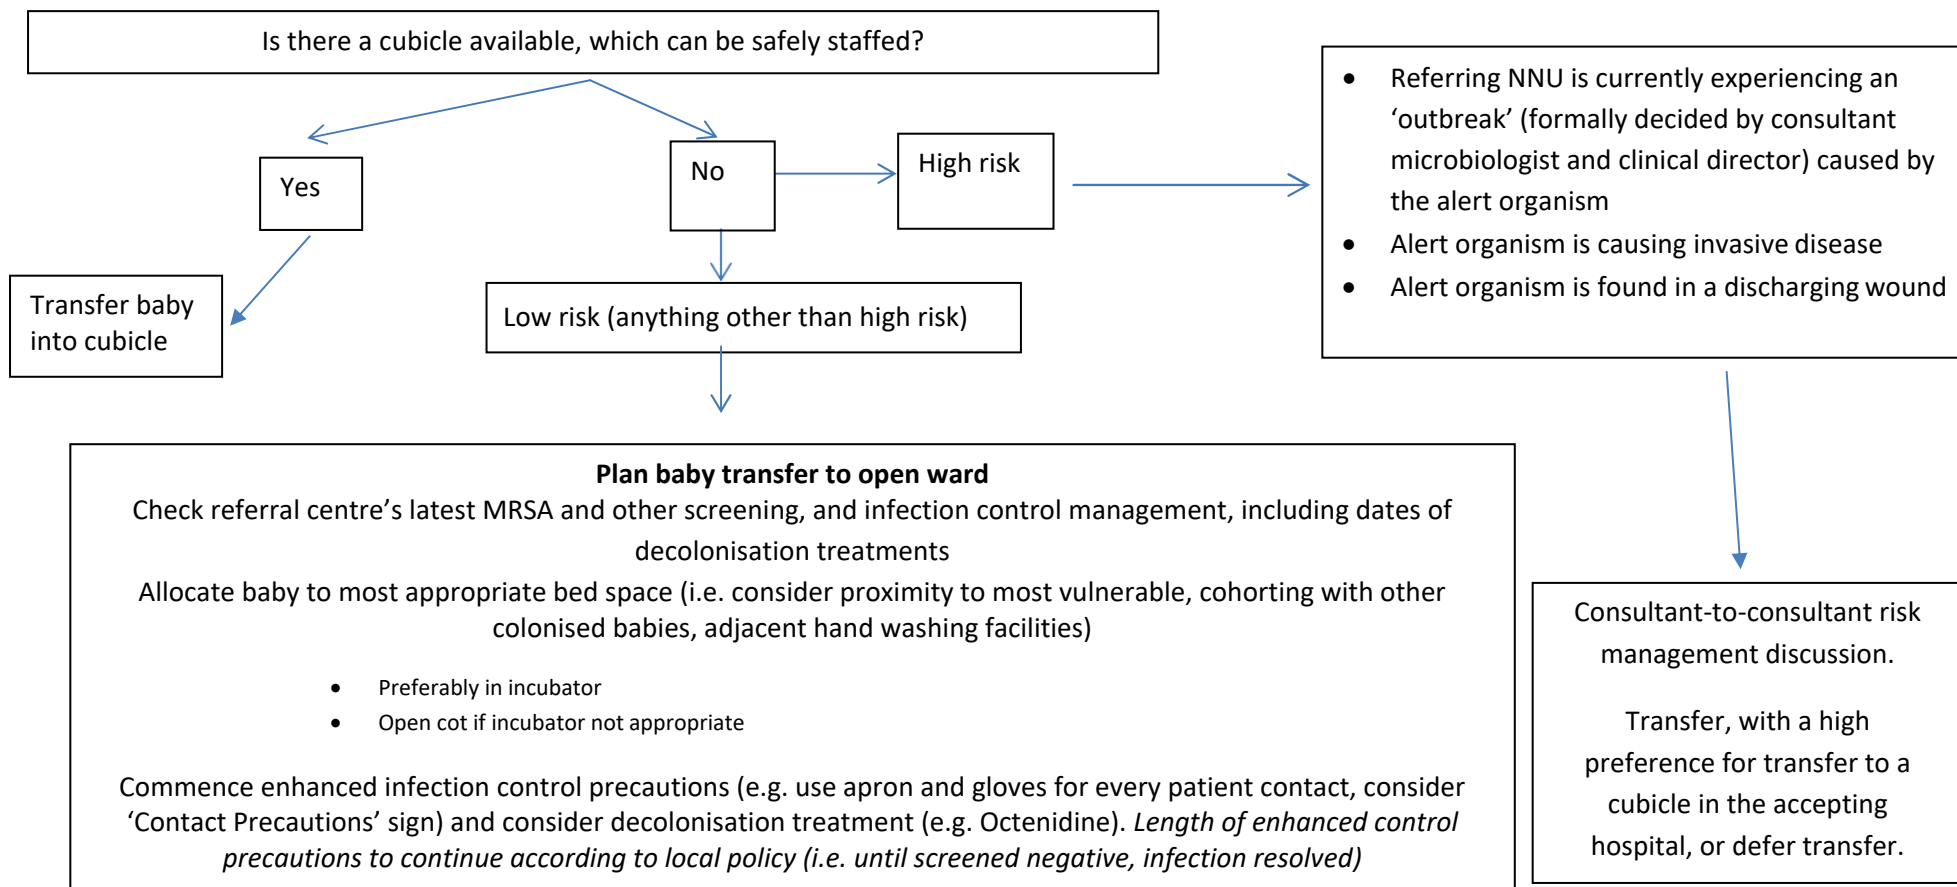 Is there a cubicle available, which can be safely staffed?
Yes
No
High risk
• Referring NNU is currently experiencing an
‘outbreak’ (formally decided by consultant
microbiologist and clinical director) caused by
the alert organism
• Alert organism is causing invasive disease
• Alert organism is found in a discharging wound
Transfer baby
into cubicle
Low risk (anything other than high risk)
Plan baby transfer to open ward
Check referral centre’s latest MRSA and other screening, and infection control management, including dates of
decolonisation treatments
Allocate baby to most appropriate bed space (i.e. consider proximity to most vulnerable, cohorting with other
colonised babies, adjacent hand washing facilities)
• Preferably in incubator
• Open cot if incubator not appropriate
Commence enhanced infection control precautions (e.g. use apron and gloves for every patient contact, consider
‘Contact Precautions’ sign) and consider decolonisation treatment (e.g. Octenidine). Length of enhanced control
precautions to continue according to local policy (i.e. until screened negative, infection resolved)
Consultant-to-consultant risk
management discussion.
Transfer, with a high
preference for transfer to a
cubicle in the accepting
hospital, or defer transfer.